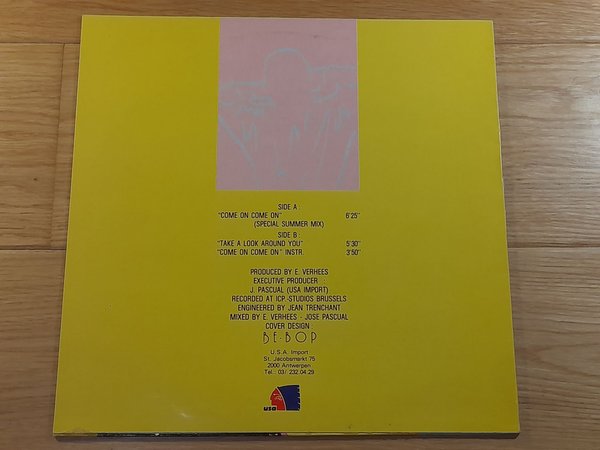 SIDE A :
"COME ON COME ON" 6'25"
(SPECIAL SUMMER MIX)
SIDE B :
"TAKE A LOOK AROUND YOU" 5'30"
"COME ON COME ON" INSTR. 3'50"
PRODUCED BY E. VERHEES
EXECUTIVE PRODUCER :
J. PASCUAL (USA IMPORT)
RECORDED AT ICP-STUDIOS BRUSSELS
ENGINEERED BY JEAN TRENCHANT
MIXED BY E. VERHEES - JOSE PASCUAL
COVER DESIGN
BE.BOP
U.S.A. Import
St. Jacobsmarkt 75
2000 Antwerpen
Tel.: 03/ 232.04.29
usa